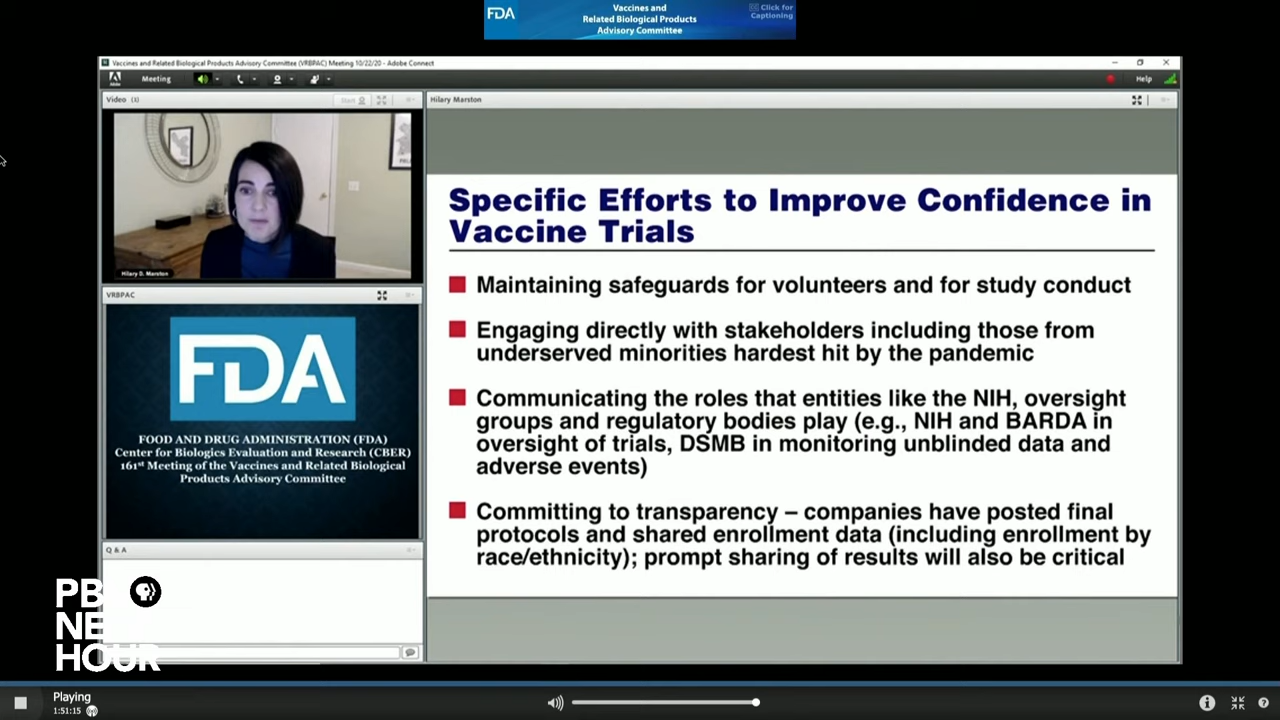 FDA
Vaccines and
Related Biological Products
Advisory Committee
Click for
Captioning
Vaccines and Related Biological Products Advisory Committee (VRBPAC) Meeting 10/22/20 - Adobe Connect
Adobe
Meeting
Help
Video (3)
Start
Hilary Marston
Hilary D. Marston
Specific Efforts to Improve Confidence in
Vaccine Trials
Maintaining safeguards for volunteers and for study conduct
Engaging directly with stakeholders including those from
underserved minorities hardest hit by the pandemic
Communicating the roles that entities like the NIH, oversight
groups and regulatory bodies play (e.g., NIH and BARDA in
oversight of trials, DSMB in monitoring unblinded data and
adverse events)
Committing to transparency – companies have posted final
protocols and shared enrollment data (including enrollment by
race/ethnicity); prompt sharing of results will also be critical
VRBPAC
FDA
FOOD AND DRUG ADMINISTRATION (FDA)
Center for Biologics Evaluation and Research (CBER)
161st Meeting of the Vaccines and Related Biological
Products Advisory Committee
Q & A
PBS
NEWS
HOUR
Playing
1:51:15